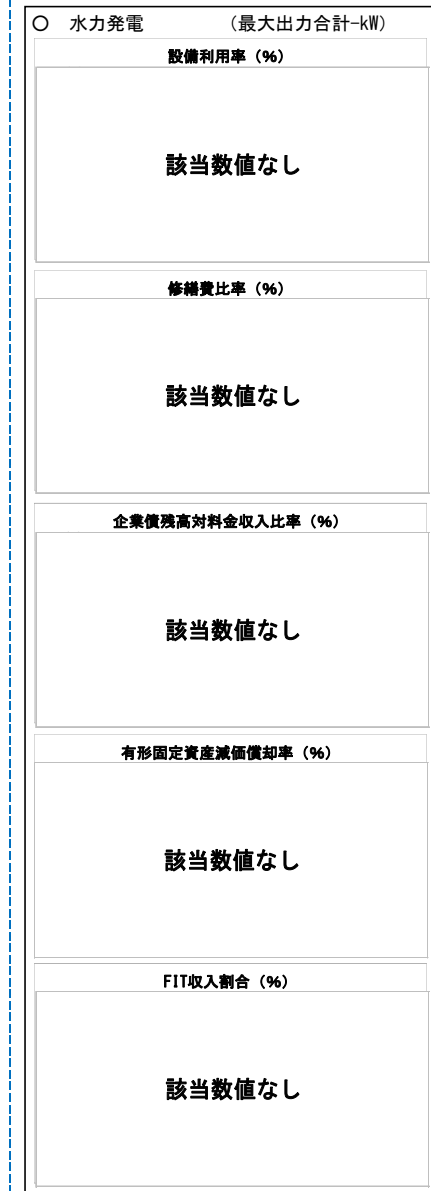 ○ 水力発電 (最大出力合計-kW)
設備利用率（%）
該当数値なし
修繕費比率（%）
該当数値なし
企業債残高対料金収入比率（%）
該当数値なし
有形固定資産減価償却率（%）
該当数値なし
FIT収入割合（%）
該当数値なし